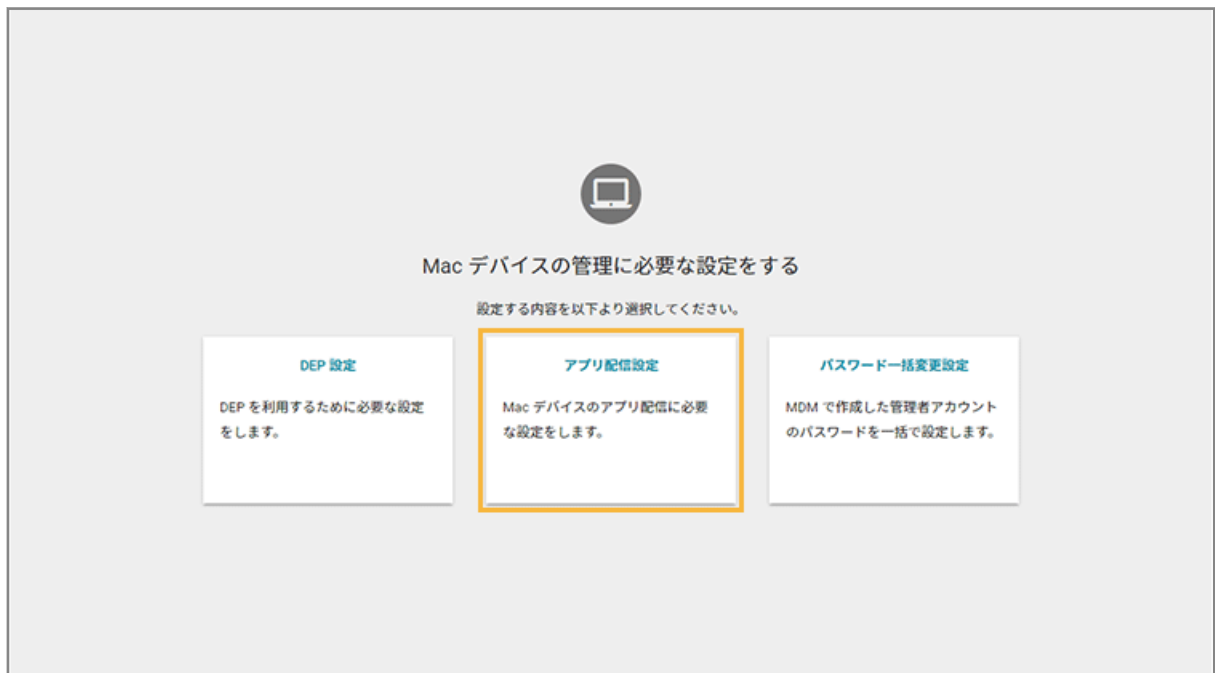 Mac デバイスの管理に必要な設定をする
設定する内容を以下より選択してください。
DEP 設定
DEP を利用するために必要な設定
をします。
アプリ配信設定
Mac デバイスのアプリ配信に必要
な設定をします。
パスワード一括変更設定
MDM で作成した管理者アカウント
のパスワードを一括で設定します。